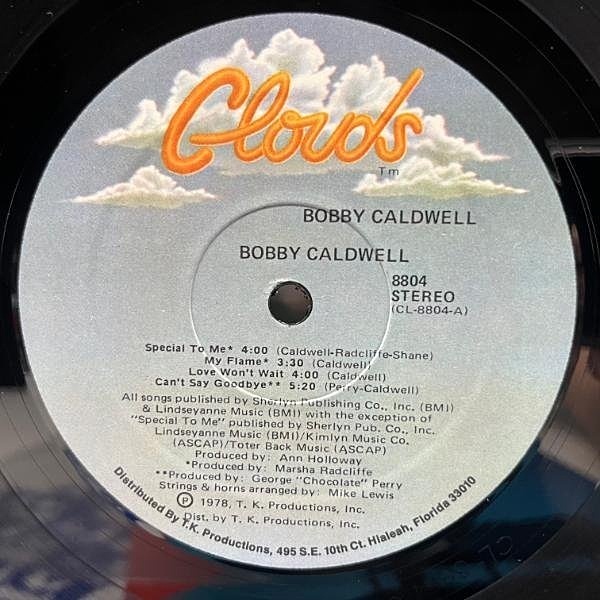 Clouds
Tm
BOBBY CALDWELL
BOBBY CALDWELL
8804
STEREO
(CL-8804-A)
Special To Me* 4:00 (Caldwell-Radcliffe-Shane)
My Flame* 3:30 (Caldwell)
Love Won't Wait 4:00 (Caldwell)
Can't Say Goodbye** 5:20 (Perry-Caldwell)
All songs published by Sherlyn Publishing Co., Inc. (BMI)
& Lindseyanne Music (BMI) with the exception of
"Special To Me" published by Sherlyn Pub. Co., Inc.
Lindseyanne Music (BMI)/Kimlyn Music Co.
(ASCAP)/Toter Back Music (ASCAP)
Produced by: Ann Holloway
*Produced by: Marsha Radcliffe
**Produced by: George "Chocolate" Perry
Strings & horns arranged by: Mike Lewis
Ⓟ 1978, T. K. Productions, Inc.
Dist. by T. K. Productions, Inc.
Distributed By T.K. Productions, 495 S.E. 10th Ct. Hialeah, Florida 33010